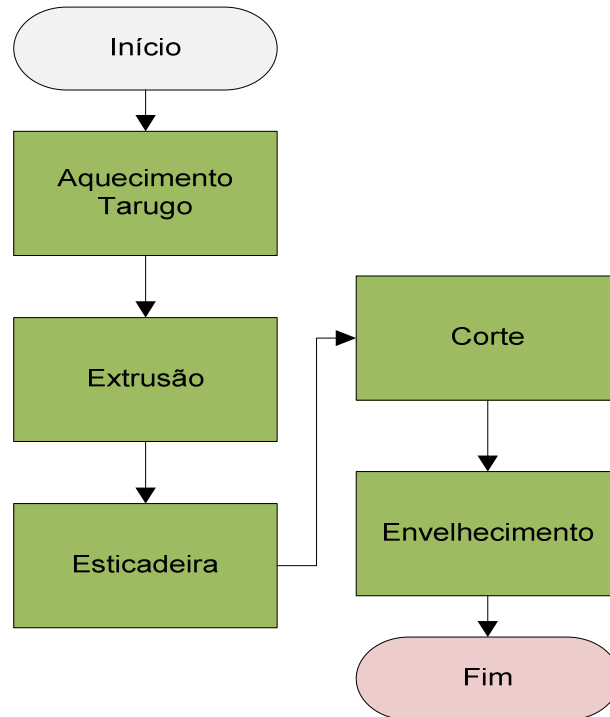 Início
Aquecimento
Tarugo
Extrusão
Esticadeira
Corte
Envelhecimento
Fim